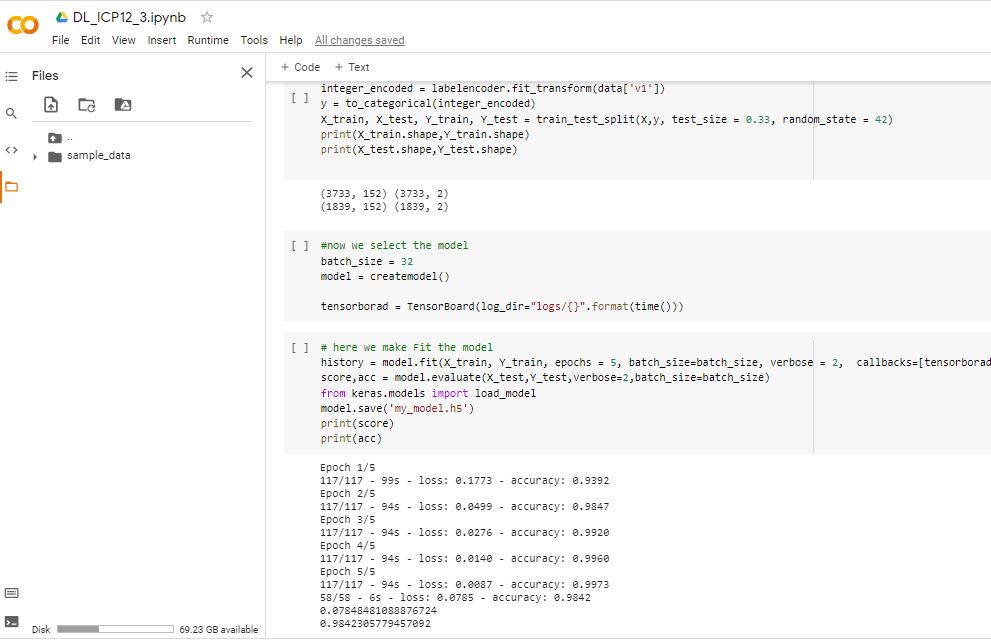 DL_ICP12_3.ipynb
File Edit View Insert Runtime Tools Help All changes saved
Files
+ Code + Text
..
sample_data
integer_encoded = labelencoder.fit_transform(data['v1'])
[ ] y = to_categorical(integer_encoded)
X_train, X_test, Y_train, Y_test = train_test_split(X,y, test_size = 0.33, random_state = 42)
print(X_train.shape,Y_train.shape)
print(X_test.shape,Y_test.shape)
(3733, 152) (3733, 2)
(1839, 152) (1839, 2)
[ ] #now we select the model
batch_size = 32
model = createmodel()
tensorborad = TensorBoard(log_dir="logs/{}".format(time()))
[ ] # here we make Fit the model
history = model.fit(X_train, Y_train, epochs = 5, batch_size=batch_size, verbose = 2, callbacks=[tensorborad
score,acc = model.evaluate(X_test,Y_test,verbose=2,batch_size=batch_size)
from keras.models import load_model
model.save('my_model.h5')
print(score)
print(acc)
Epoch 1/5
117/117 - 99s - loss: 0.1773 - accuracy: 0.9392
Epoch 2/5
117/117 - 94s - loss: 0.0499 - accuracy: 0.9847
Epoch 3/5
117/117 - 94s - loss: 0.0276 - accuracy: 0.9920
Epoch 4/5
117/117 - 94s - loss: 0.0140 - accuracy: 0.9960
Epoch 5/5
117/117 - 94s - loss: 0.0087 - accuracy: 0.9973
58/58 - 6s - loss: 0.0785 - accuracy: 0.9842
0.07848481088876724
0.9842305779457092
Disk 69.23 GB available